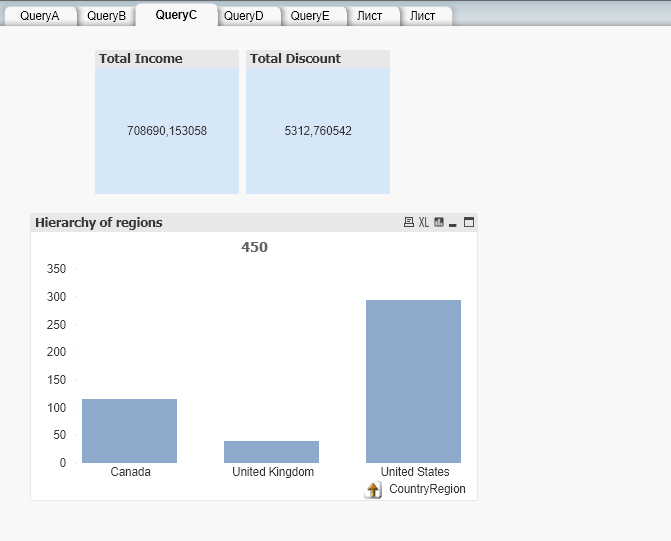 QueryA QueryB QueryC QueryD QueryE Лист Лист
Total Income Total Discount
708690,153058 5312,760542
Hierarchy of regions XL
450
350
300
250
200
150
100
50
0
Canada United Kingdom United States
CountryRegion